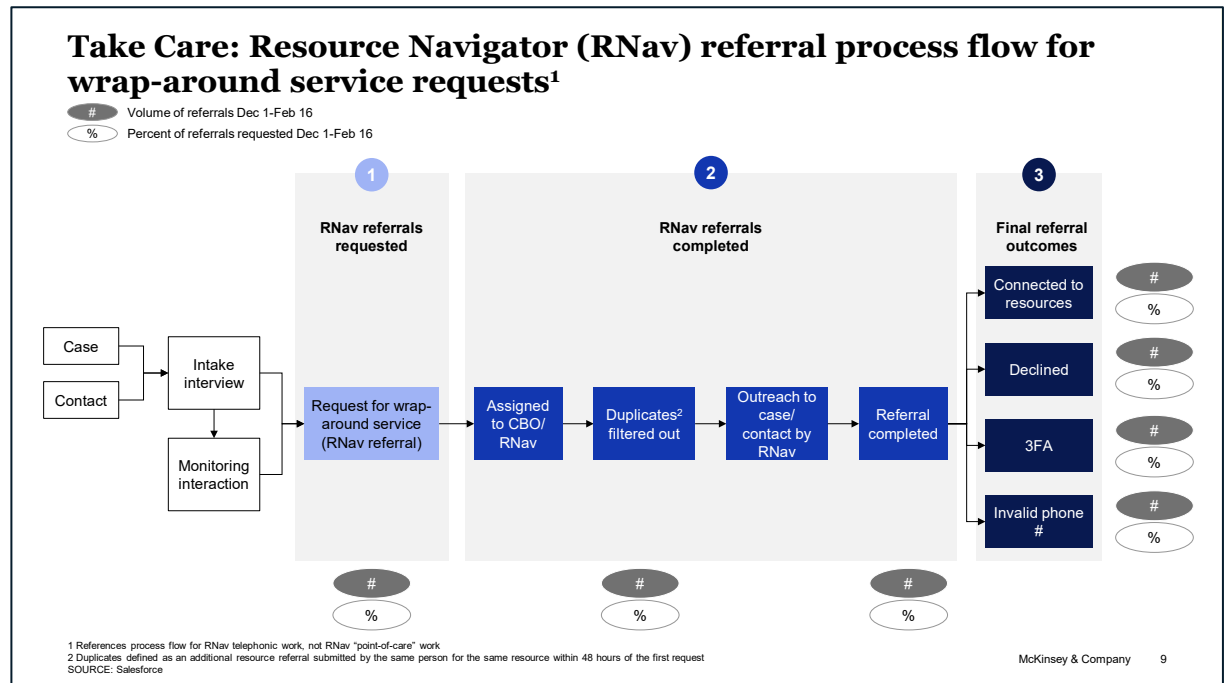 Take Care: Resource Navigator (RNav) referral process flow for
wrap-around service requests¹
# Volume of referrals Dec 1-Feb 16
% Percent of referrals requested Dec 1-Feb 16
1
2
3
RNav referrals
requested
RNav referrals
completed
Final referral
outcomes
Case
Contact
Intake
interview
Monitoring
interaction
Request for wrap-
around service
(RNav referral)
Assigned
to CBO/
RNav
Duplicates²
filtered out
Outreach to
case/
contact by
RNav
Referral
completed
Connected to
resources
#
%
Declined
#
%
3FA
#
%
Invalid phone
#
#
%
#
%
#
%
#
%
1 References process flow for RNav telephonic work, not RNav “point-of-care” work
2 Duplicates defined as an additional resource referral submitted by the same person for the same resource within 48 hours of the first request
SOURCE: Salesforce
McKinsey & Company 9